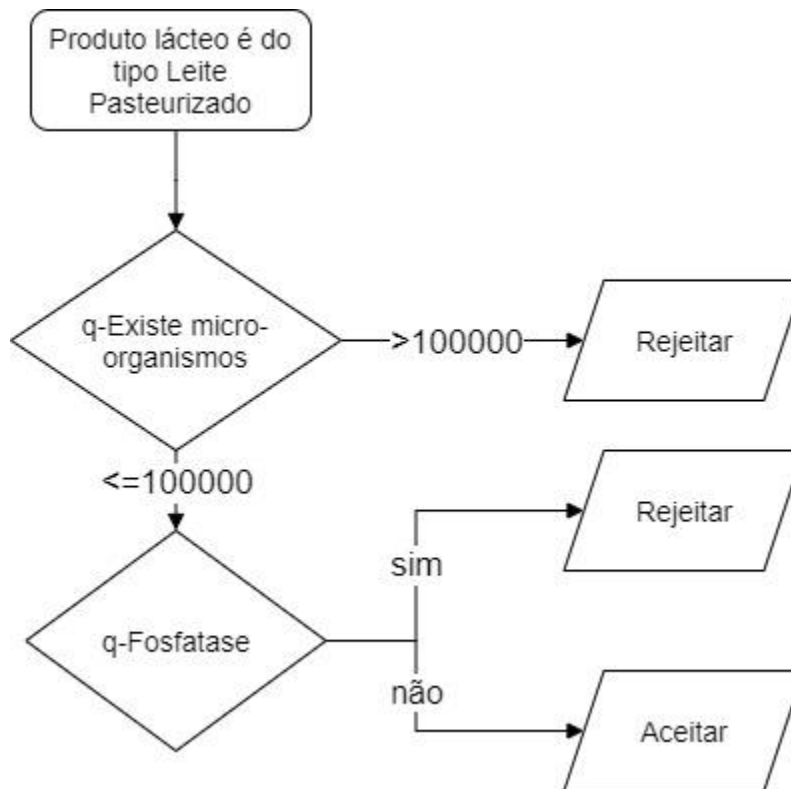 Produto lácteo é do
tipo Leite
Pasteurizado
q-Existe micro-
organismos
>100000
Rejeitar
<=100000
Rejeitar
sim
q-Fosfatase
não
Aceitar